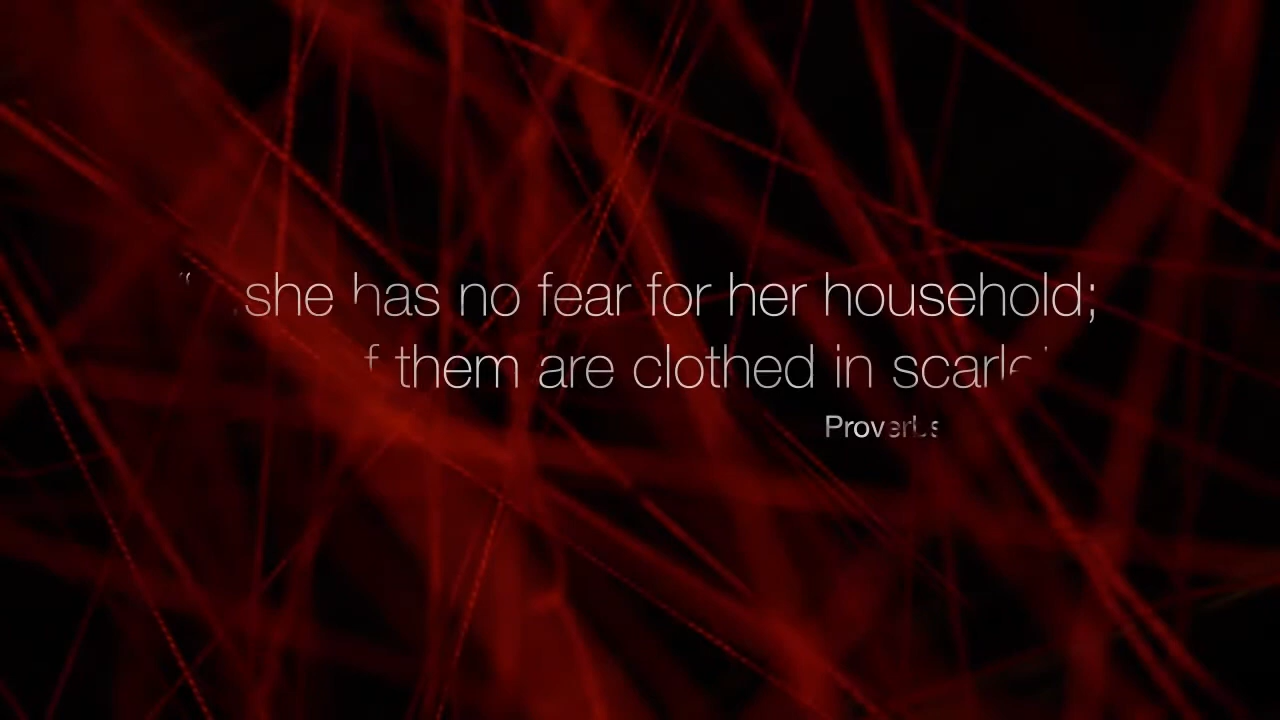 she has no fear for her household;
them are clothed in